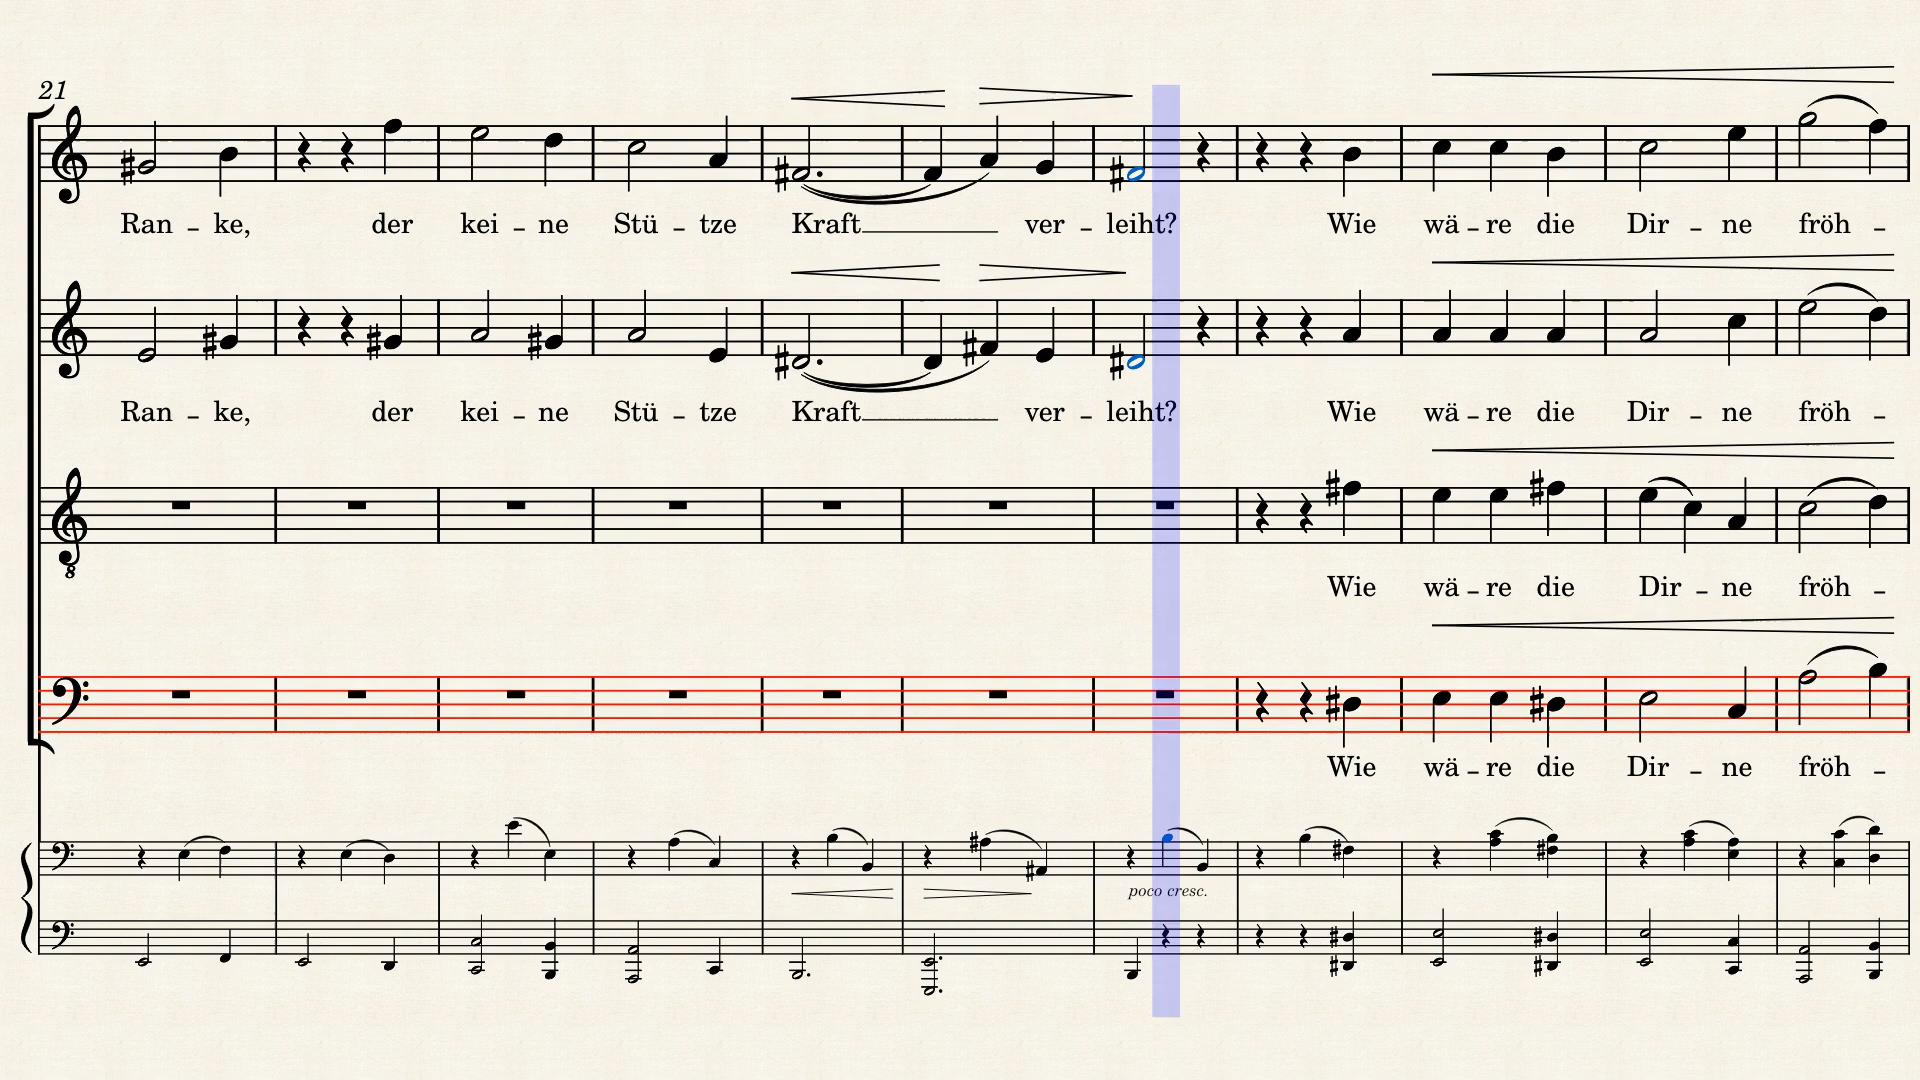 21
Ran - ke, der kei - ne Stü - tze Kraft ver - leiht? Wie wä - re die Dir - ne fröh -
Ran - ke, der kei - ne Stü - tze Kraft ver - leiht? Wie wä - re die Dir - ne fröh -
8
Wie wä - re die Dir - ne fröh -
Wie wä - re die Dir - ne fröh -
poco cresc.